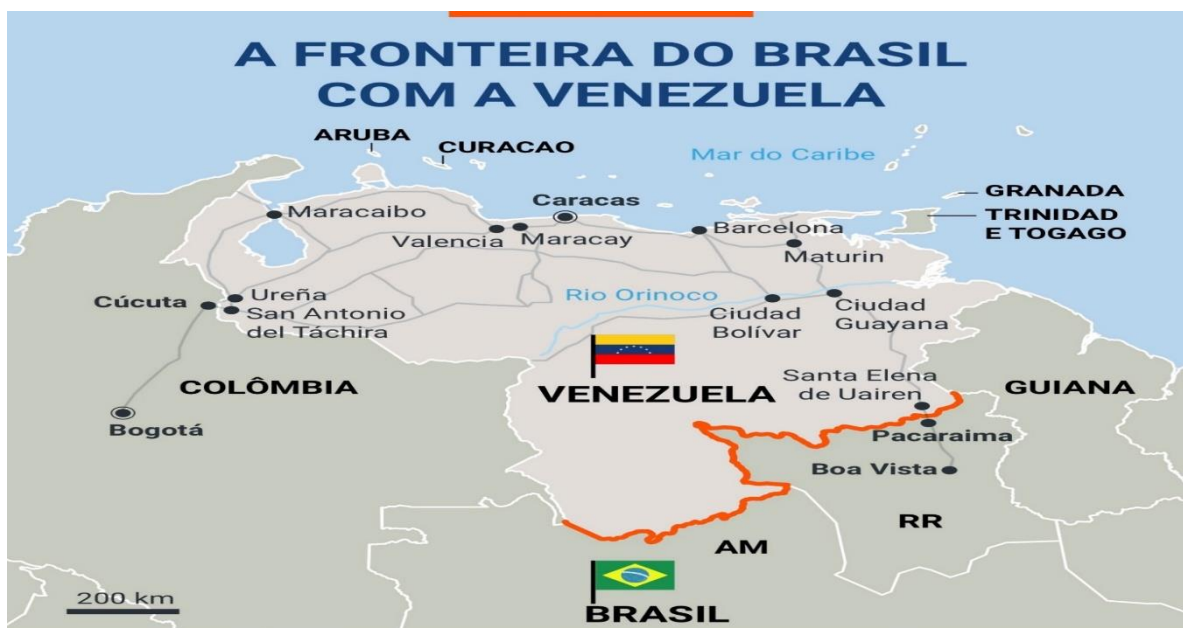 A FRONTEIRA DO BRASIL
COM A VENEZUELA
ARUBA
CURACAO
Mar do Caribe
GRANADA
TRINIDAD
E TOGAGO
Caracas
Maracaibo
Valencia
Maracay
Barcelona
Maturin
Cúcuta
Ureña
San Antonio
del Táchira
Rio Orinoco
Ciudad
Bolívar
Ciudad
Guayana
COLÔMBIA
VENEZUELA
Santa Elena
de Uairen
GUIANA
Bogotá
Pacaraima
Boa Vista
RR
AM
200 km
BRASIL